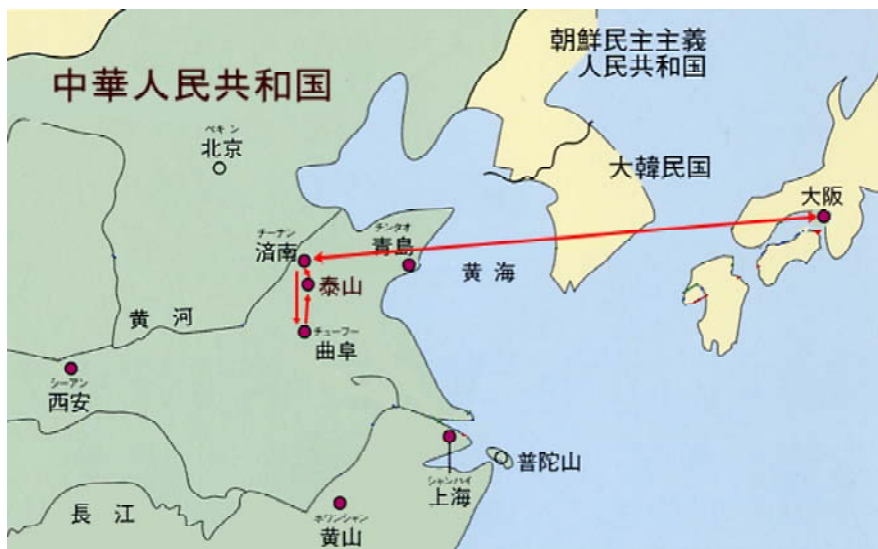 朝鮮民主主義
人民共和国
中華人民共和国
ペキン
北京
大韓民国
大阪
チーナン
済南
チンタオ
青島
黄海
泰山
黄河
チューフー
曲阜
シーアン
西安
普陀山
シャンハイ
上海
長江
ホワンシャン
黄山